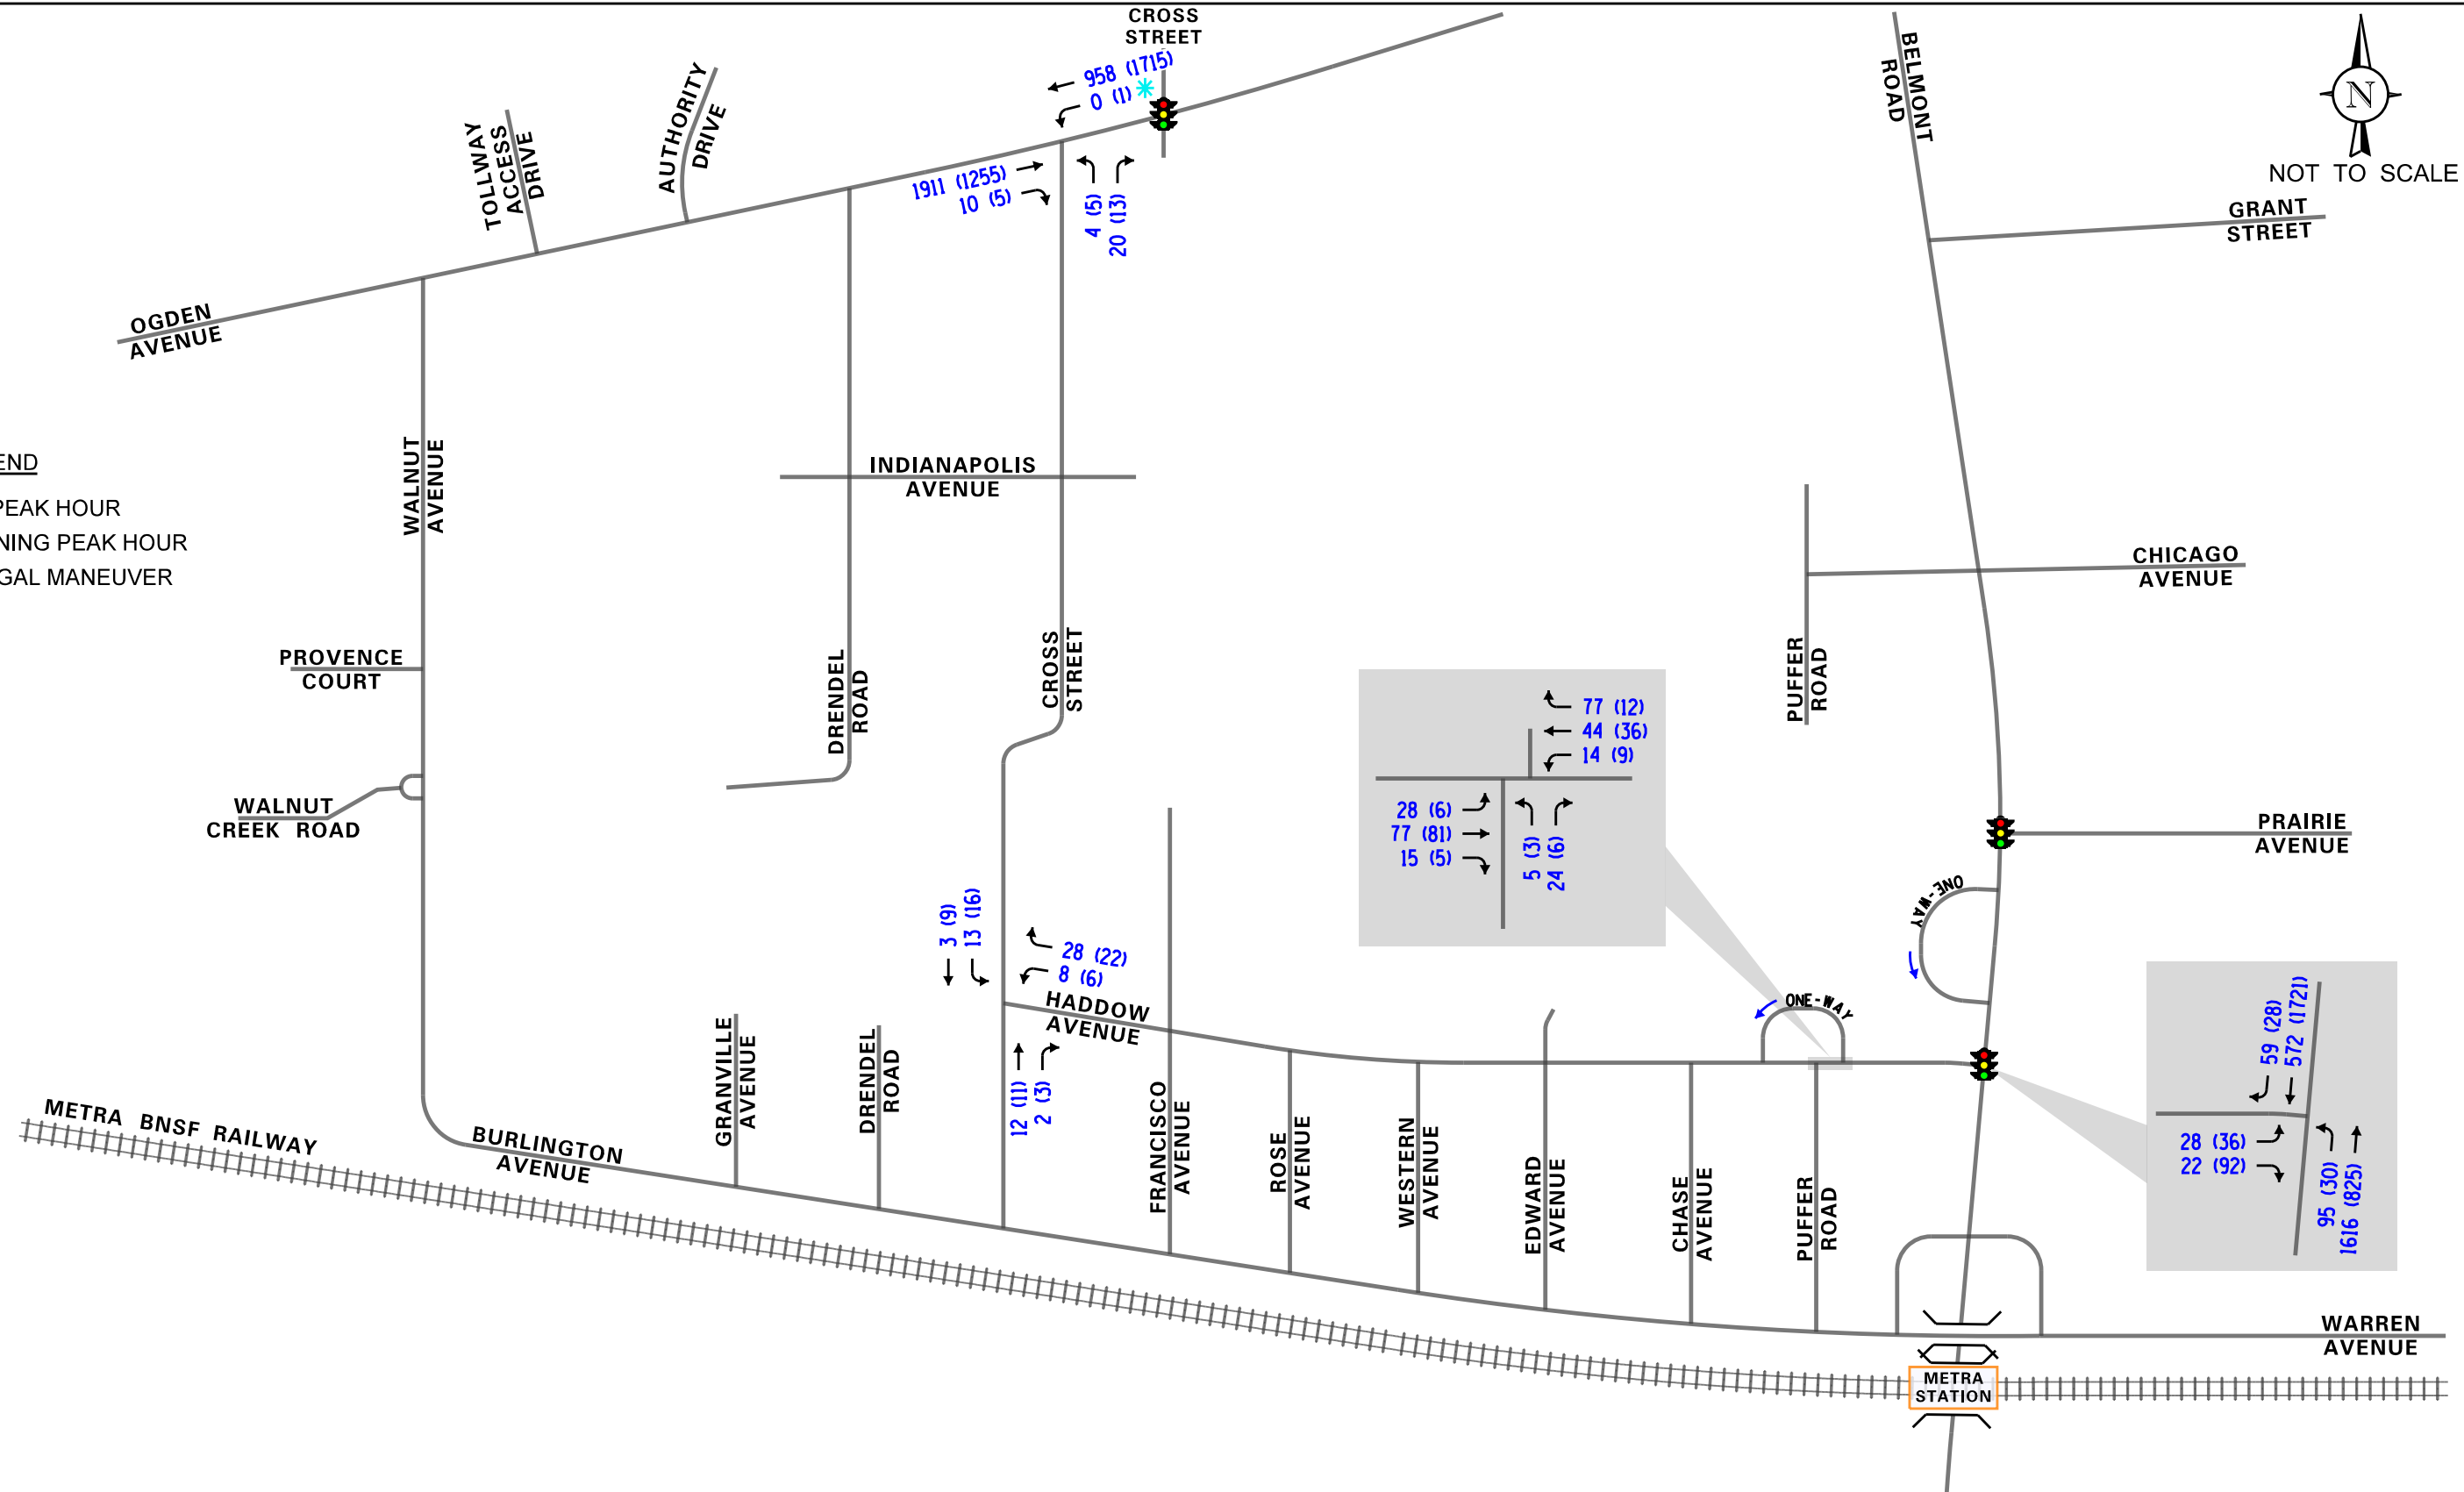 CROSS
STREET
958 (1715)
0 (1)
1911 (1255)
10 (5)
4 (5)
20 (13)
BELMONT
ROAD
N
NOT TO SCALE
GRANT
STREET
TOLLWAY
ACCESS
DRIVE
AUTHORITY
DRIVE
OGDEN
AVENUE
END
PEAK HOUR
NING PEAK HOUR
GAL MANEUVER
WALNUT
AVENUE
INDIANAPOLIS
AVENUE
CHICAGO
AVENUE
PROVENCE
COURT
DRENDEL
ROAD
CROSS
STREET
PUFFER
ROAD
77 (12)
44 (36)
14 (9)
28 (6)
77 (81)
15 (5)
5 (3)
24 (6)
WALNUT
CREEK ROAD
PRAIRIE
AVENUE
ONE-WAY
3 (9)
13 (16)
28 (22)
8 (6)
HADDOW
AVENUE
12 (11)
2 (3)
ONE-WAY
59 (28)
572 (1721)
28 (36)
22 (92)
95 (30)
1616 (825)
METRA BNSF RAILWAY
BURLINGTON
AVENUE
GRANVILLE
AVENUE
DRENDEL
ROAD
FRANCISCO
AVENUE
ROSE
AVENUE
WESTERN
AVENUE
EDWARD
AVENUE
CHASE
AVENUE
PUFFER
ROAD
WARREN
AVENUE
METRA
STATION